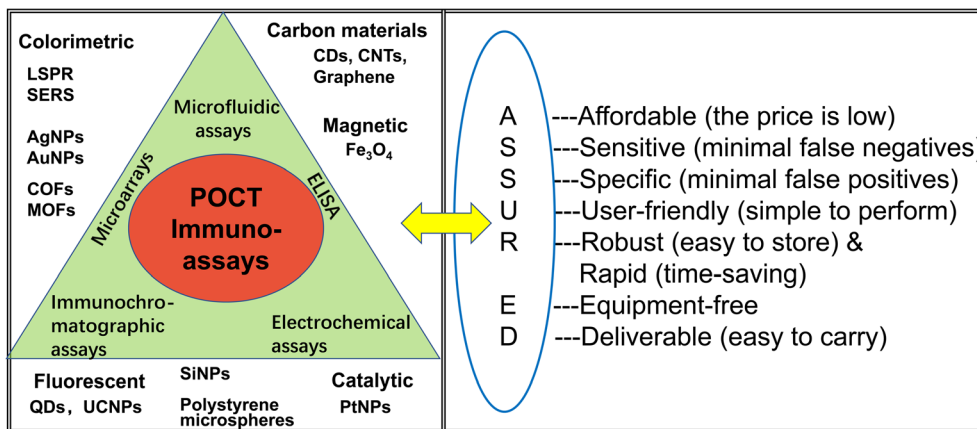 Colorimetric
LSPR
SERS
AgNPs
AuNPs
COFs
MOFs
Carbon materials
CDs, CNTs,
Graphene
Magnetic
Fe₃O₄
Microfluidic
assays
Microarrays
ELISA
POCT
Immuno-
assays
Immunochro-
matographic
assays
Electrochemical
assays
Fluorescent
QDs, UCNPs
SiNPs
Polystyrene
microspheres
Catalytic
PtNPs
A ---Affordable (the price is low)
S ---Sensitive (minimal false negatives)
S ---Specific (minimal false positives)
U ---User-friendly (simple to perform)
R ---Robust (easy to store) &
Rapid (time-saving)
E ---Equipment-free
D ---Deliverable (easy to carry)